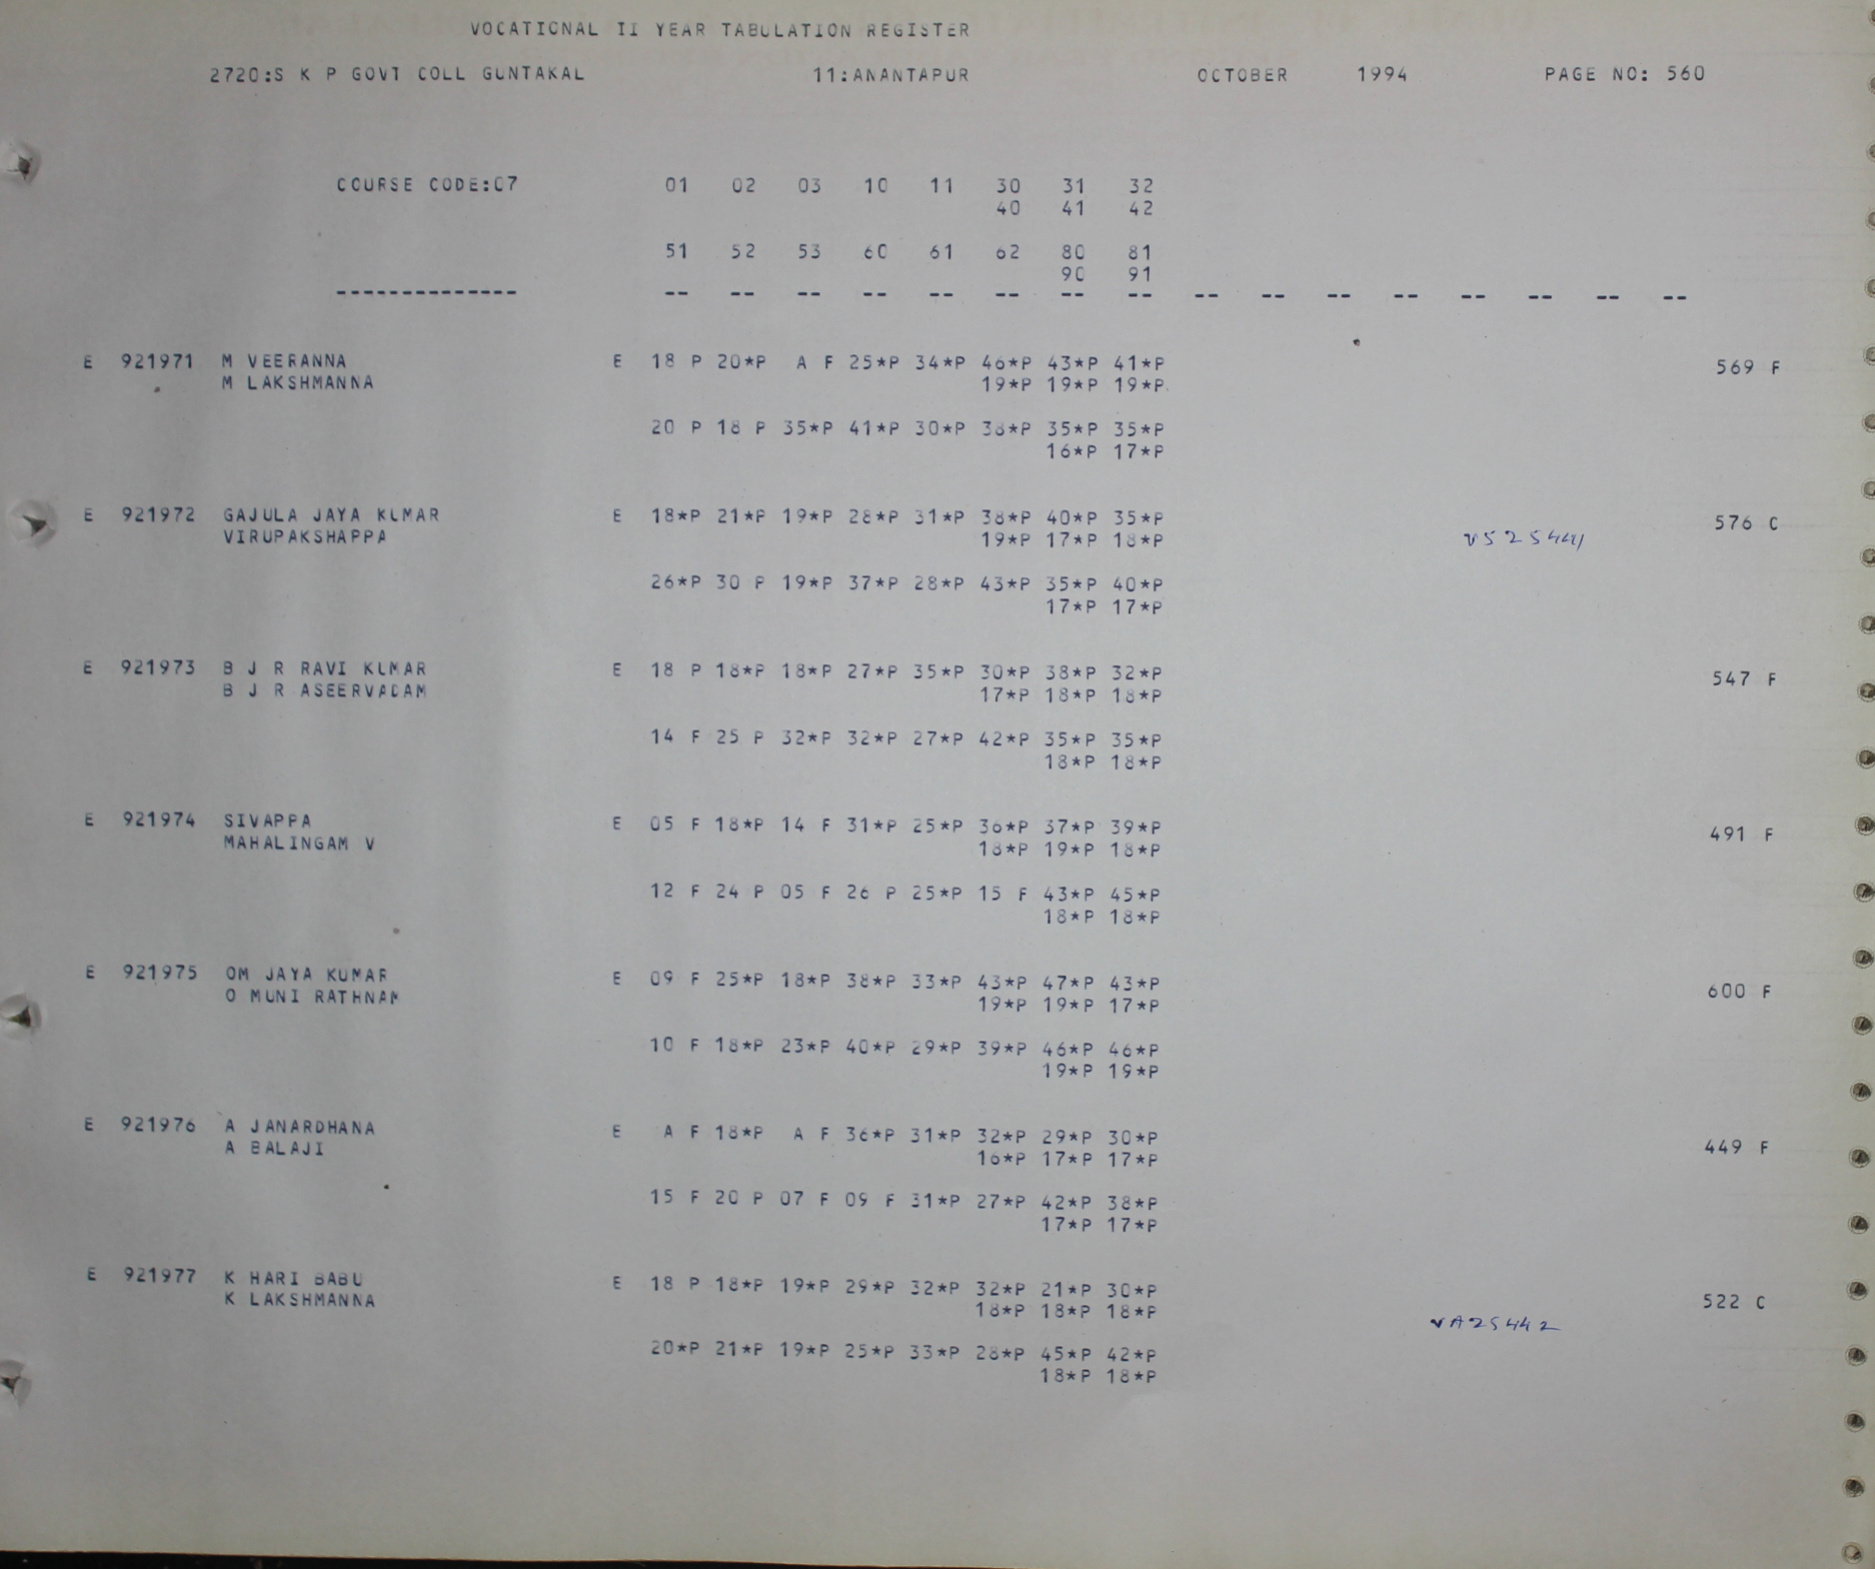 VOCATIONAL II YEAR TABULATION REGISTER
2720:S K P GOVT COLL GUNTAKAL 11:ANANTAPUR OCTOBER 1994 PAGE NO: 560
COURSE CODE:07 01 02 03 10 11 30 31 32
40 41 42
51 52 53 60 61 62 80 81
90 91
-------------- -- -- -- -- -- -- -- -- -- -- -- -- -- -- -- --
E 921971 M VEERANNA E 18 P 20*P A F 25*P 34*P 46*P 43*P 41*P 569 F
M LAKSHMANNA 19*P 19*P 19*P
20 P 18 P 35*P 41*P 30*P 38*P 35*P 35*P
16*P 17*P
E 921972 GAJULA JAYA KUMAR E 18*P 21*P 19*P 28*P 31*P 38*P 40*P 35*P 576 C
VIRUPAKSHAPPA 19*P 17*P 18*P
26*P 30 P 19*P 37*P 28*P 43*P 35*P 40*P
17*P 17*P
E 921973 B J R RAVI KUMAR E 18 P 18*P 18*P 27*P 35*P 30*P 38*P 32*P 547 F
B J R ASEERVADAM 17*P 18*P 18*P
14 F 25 P 32*P 32*P 27*P 42*P 35*P 35*P
18*P 18*P
E 921974 SIVAPPA E 05 F 18*P 14 F 31*P 25*P 36*P 37*P 39*P 491 F
MAHALINGAM V 18*P 19*P 18*P
12 F 24 P 05 F 26 P 25*P 15 F 43*P 45*P
18*P 18*P
E 921975 OM JAYA KUMAR E 09 F 25*P 18*P 38*P 33*P 43*P 47*P 43*P 600 F
O MUNI RATHNAM 19*P 19*P 17*P
10 F 18*P 23*P 40*P 29*P 39*P 46*P 46*P
19*P 19*P
E 921976 A JANARDHANA E A F 18*P A F 36*P 31*P 32*P 29*P 30*P 449 F
A BALAJI 16*P 17*P 17*P
15 F 20 P 07 F 09 F 31*P 27*P 42*P 38*P
17*P 17*P
E 921977 K HARI BABU E 18 P 18*P 19*P 29*P 32*P 32*P 21*P 30*P 522 C
K LAKSHMANNA 18*P 18*P 18*P
VA25442
20*P 21*P 19*P 25*P 33*P 28*P 45*P 42*P
18*P 18*P